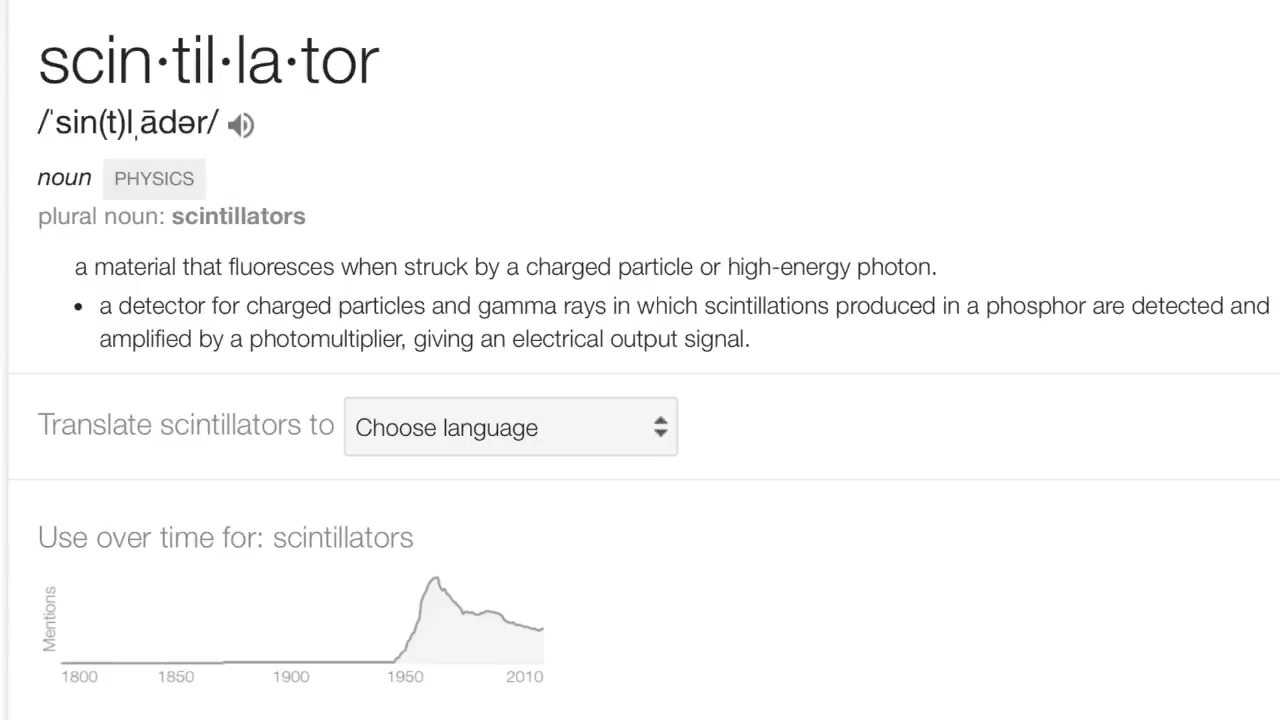 scin·til·la·tor
/ˈsin(t)lˌādər/
noun PHYSICS
plural noun: scintillators
a material that fluoresces when struck by a charged particle or high-energy photon.
• a detector for charged particles and gamma rays in which scintillations produced in a phosphor are detected and
amplified by a photomultiplier, giving an electrical output signal.
Translate scintillators to Choose language
Use over time for: scintillators
Mentions
1800 1850 1900 1950 2010